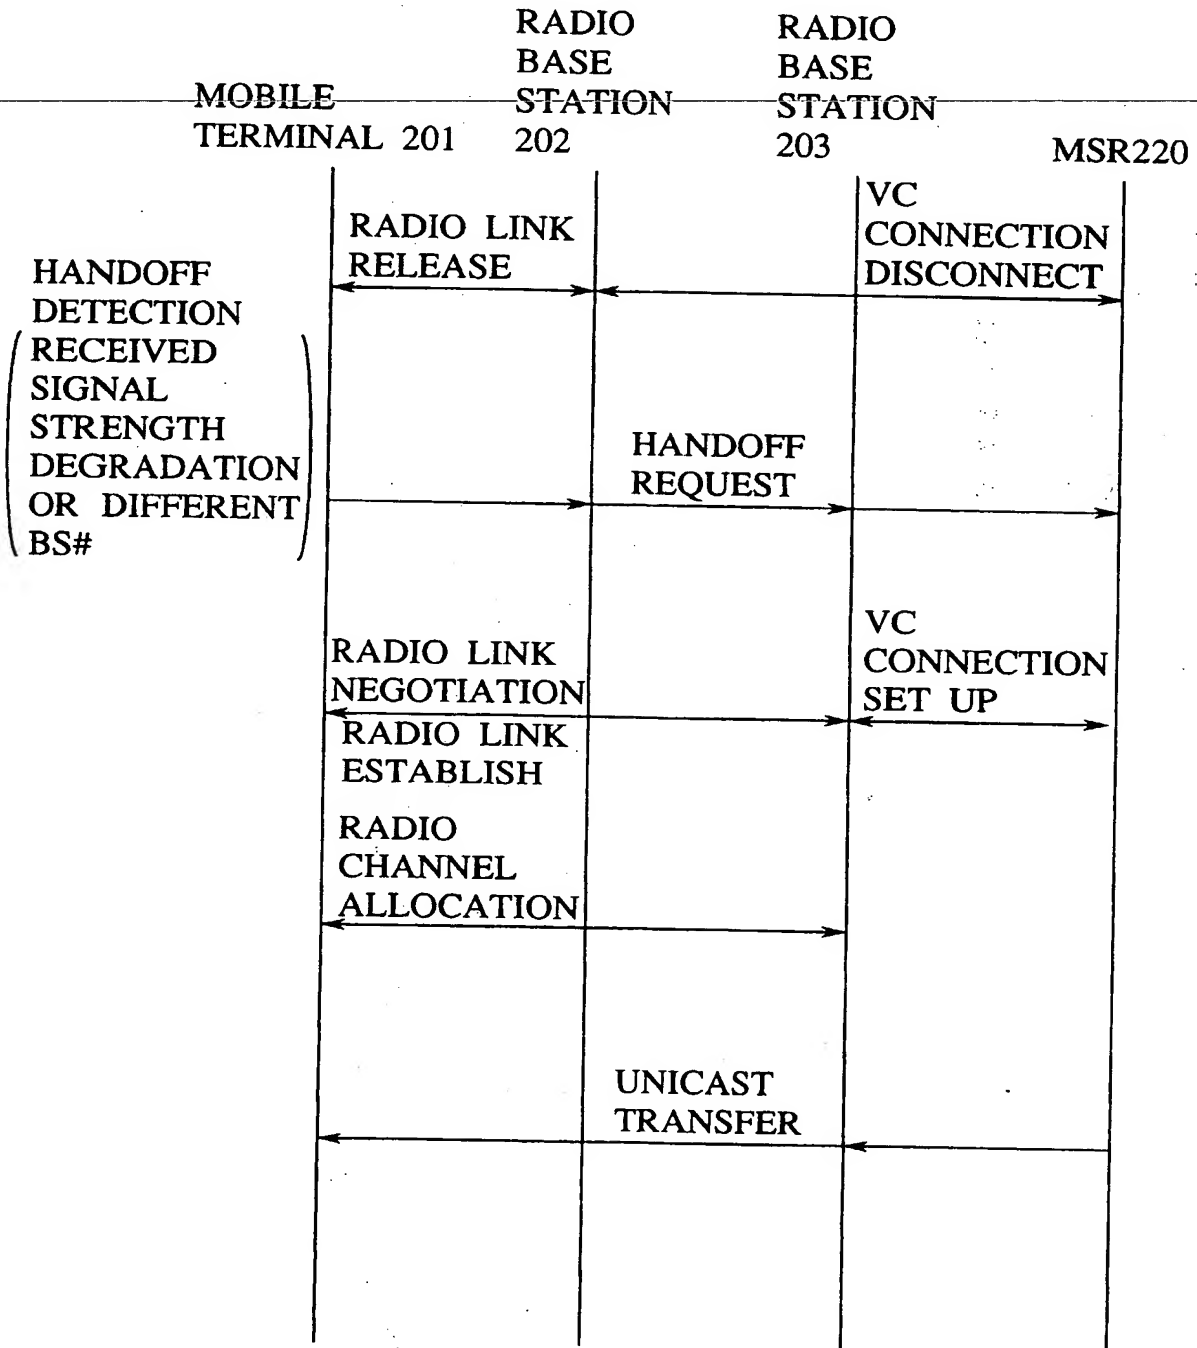 RADIO
BASE
STATION
202
RADIO
BASE
STATION
203
MOBILE
TERMINAL 201
MSR220
VC
CONNECTION
DISCONNECT
RADIO LINK
RELEASE
HANDOFF
DETECTION
RECEIVED
SIGNAL
STRENGTH
DEGRADATION
OR DIFFERENT
BS#
HANDOFF
REQUEST
VC
CONNECTION
SET UP
RADIO LINK
NEGOTIATION
RADIO LINK
ESTABLISH
RADIO
CHANNEL
ALLOCATION
UNICAST
TRANSFER